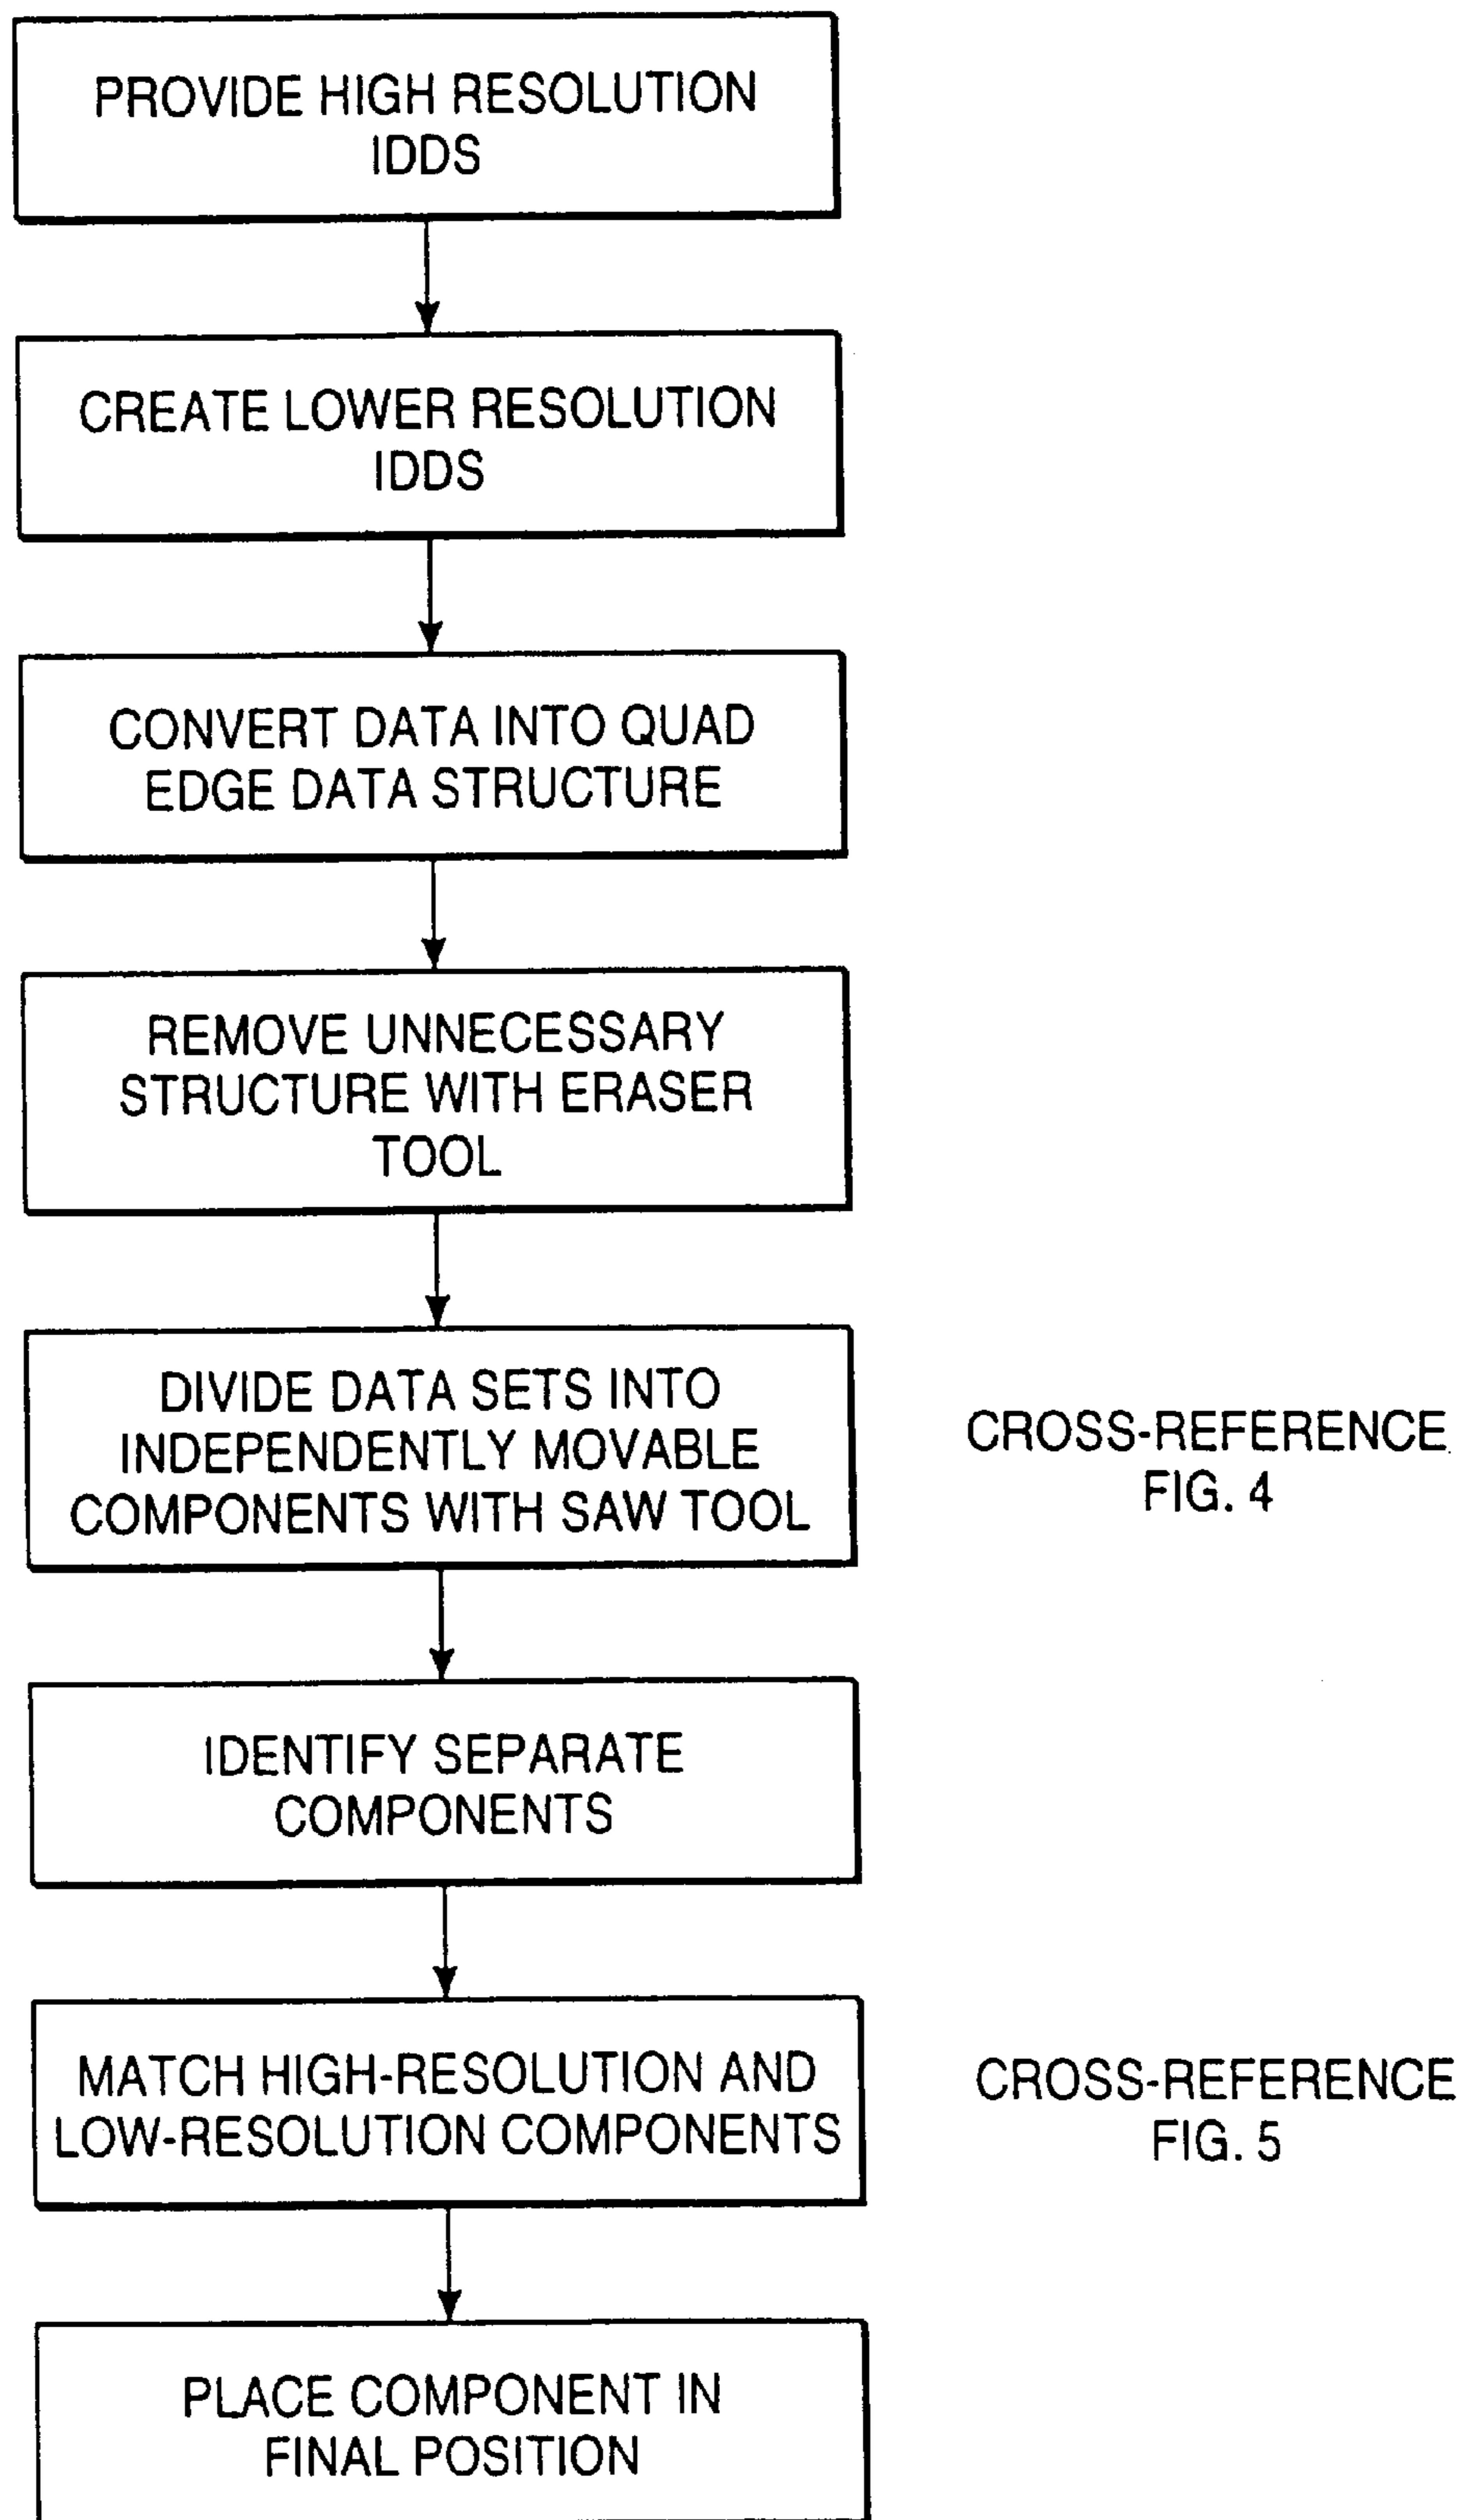 PROVIDE HIGH RESOLUTION
IDDS
CREATE LOWER RESOLUTION
IDDS
CONVERT DATA INTO QUAD
EDGE DATA STRUCTURE
REMOVE UNNECESSARY
STRUCTURE WITH ERASER
TOOL
DIVIDE DATA SETS INTO
INDEPENDENTLY MOVABLE
COMPONENTS WITH SAW TOOL
CROSS-REFERENCE
FIG. 4
IDENTIFY SEPARATE
COMPONENTS
MATCH HIGH-RESOLUTION AND
LOW-RESOLUTION COMPONENTS
CROSS-REFERENCE
FIG. 5
PLACE COMPONENT IN
FINAL POSITION